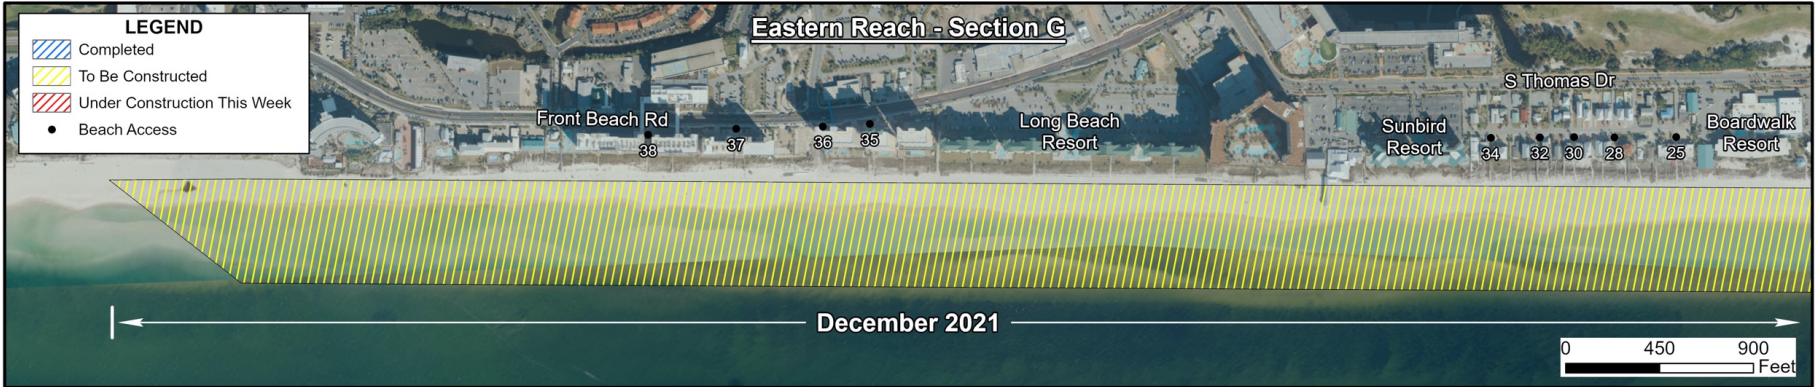 LEGEND
Completed
To Be Constructed
Under Construction This Week
Beach Access
Eastern Reach - Section G
Front Beach Rd
38
37
36
35
Long Beach
Resort
S Thomas Dr
Sunbird
Resort
34
32
30
28
25
Boardwalk
Resort
December 2021
0 450 900
Feet